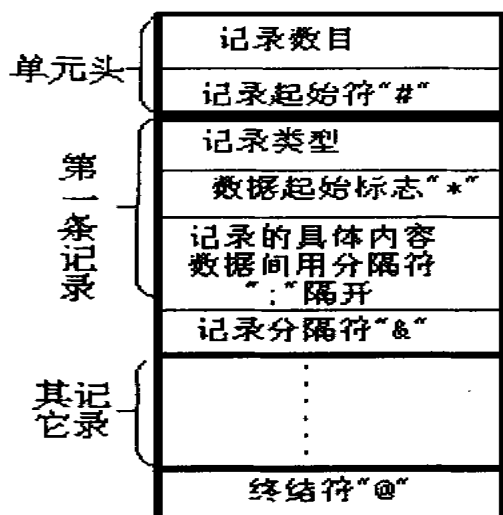 记录数目
单元头
记录起始符"#"
记录类型
数据起始标志"*"
第一条记录
记录的具体内容
数据间用分隔符
";"隔开
记录分隔符"&"
其它记录
终结符"@"